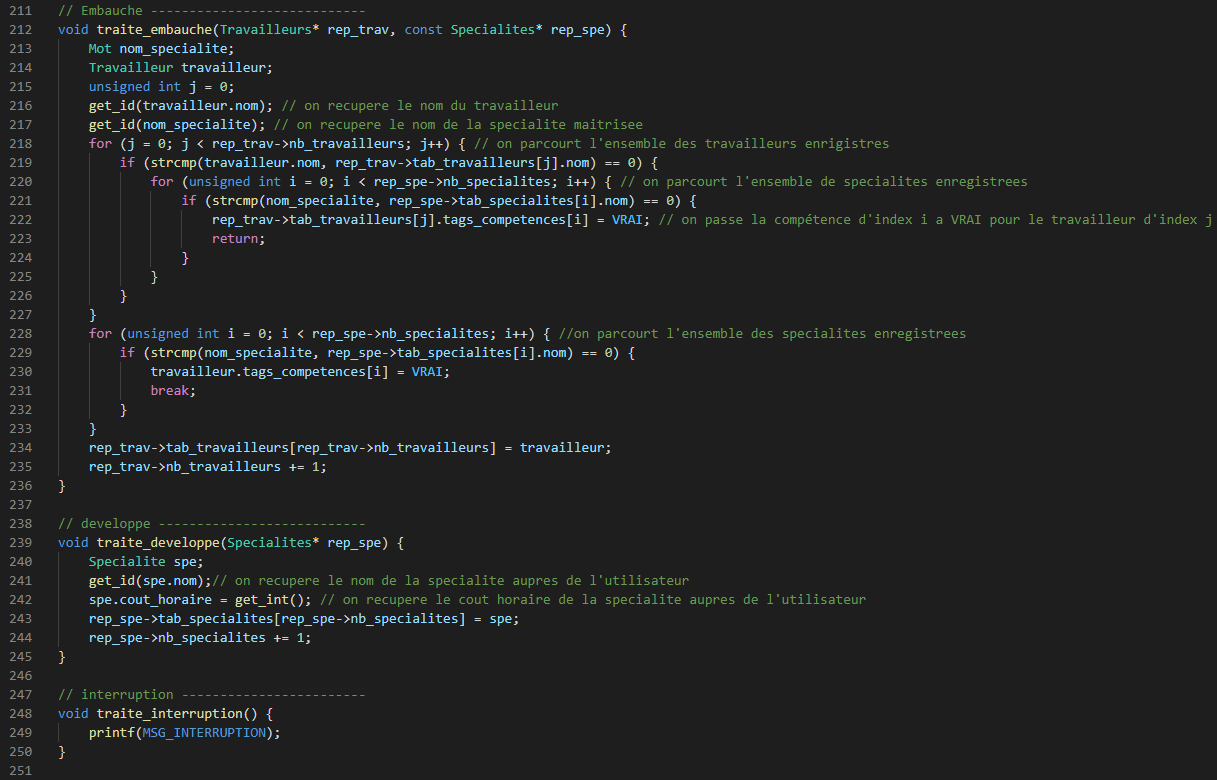 211 // Embauche ----------------------------
212 void traite_embauche(Travailleurs* rep_trav, const Specialites* rep_spe) {
213     Mot nom_specialite;
214     Travailleur travailleur;
215     unsigned int j = 0;
216     get_id(travailleur.nom); // on recupere le nom du travailleur
217     get_id(nom_specialite); // on recupere le nom de la specialite maitrisee
218     for (j = 0; j < rep_trav->nb_travailleurs; j++) { // on parcourt l'ensemble des travailleurs enrigistres
219         if (strcmp(travailleur.nom, rep_trav->tab_travailleurs[j].nom) == 0) {
220             for (unsigned int i = 0; i < rep_spe->nb_specialites; i++) { // on parcourt l'ensemble de specialites enregistrees
221                 if (strcmp(nom_specialite, rep_spe->tab_specialites[i].nom) == 0) {
222                     rep_trav->tab_travailleurs[j].tags_competences[i] = VRAI; // on passe la compétence d'index i a VRAI pour le travailleur d'index j
223                     return;
224                 }
225             }
226         }
227     }
228     for (unsigned int i = 0; i < rep_spe->nb_specialites; i++) { //on parcourt l'ensemble des specialites enregistrees
229         if (strcmp(nom_specialite, rep_spe->tab_specialites[i].nom) == 0) {
230             travailleur.tags_competences[i] = VRAI;
231             break;
232         }
233     }
234     rep_trav->tab_travailleurs[rep_trav->nb_travailleurs] = travailleur;
235     rep_trav->nb_travailleurs += 1;
236 }
237
238 // developpe ---------------------------
239 void traite_developpe(Specialites* rep_spe) {
240     Specialite spe;
241     get_id(spe.nom);// on recupere le nom de la specialite aupres de l'utilisateur
242     spe.cout_horaire = get_int(); // on recupere le cout horaire de la specialite aupres de l'utilisateur
243     rep_spe->tab_specialites[rep_spe->nb_specialites] = spe;
244     rep_spe->nb_specialites += 1;
245 }
246
247 // interruption ------------------------
248 void traite_interruption() {
249     printf(MSG_INTERRUPTION);
250 }
251